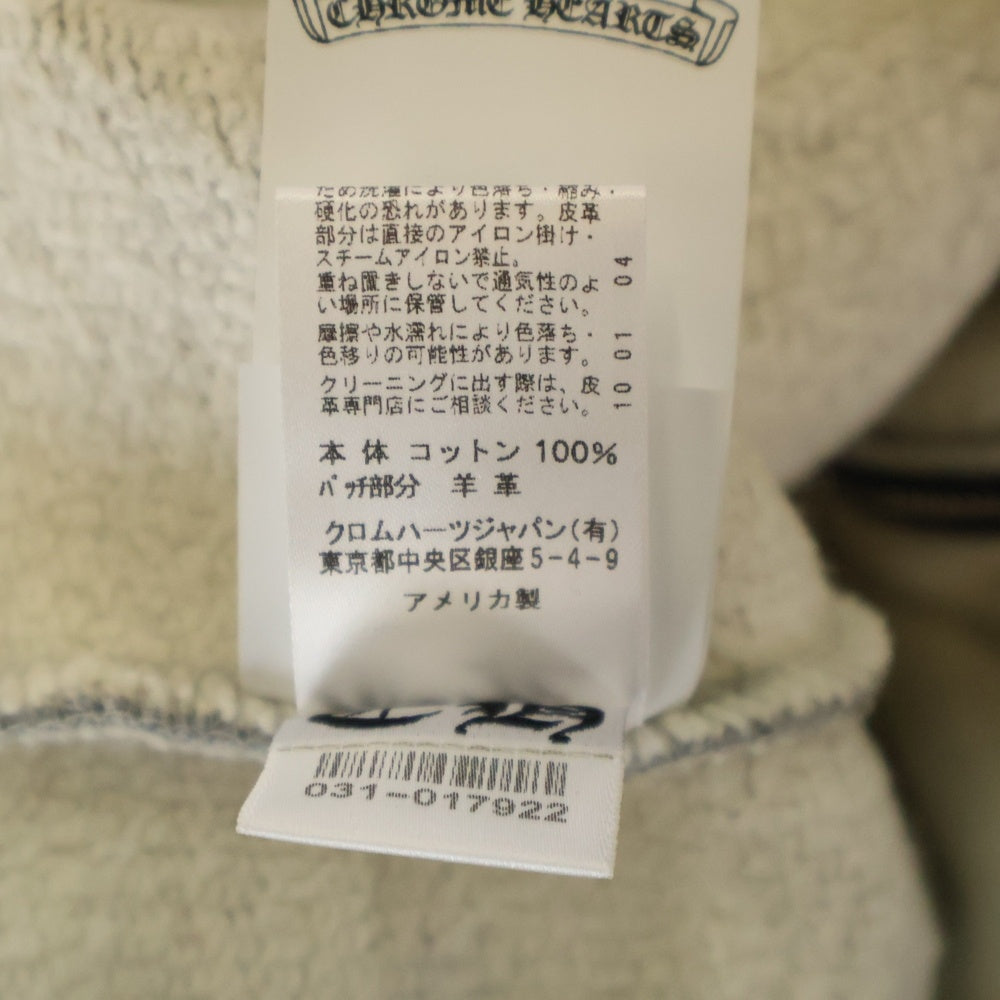 CHROME HEARTS
ため洗濯により色落ち・縮み・
硬化の恐れがあります。皮革
部分は直接のアイロン掛け・
スチームアイロン禁止。
重ね置きしないで通気性のよ
い場所に保管してください。
摩擦や水濡れにより色落ち・
色移りの可能性があります。
クリーニングに出す際は、皮
革専門店にご相談ください。
10 01 04
本体 コットン 100%
パッチ部分 羊革
クロムハーツジャパン(有)
東京都中央区銀座5-4-9
アメリカ製
031-017922